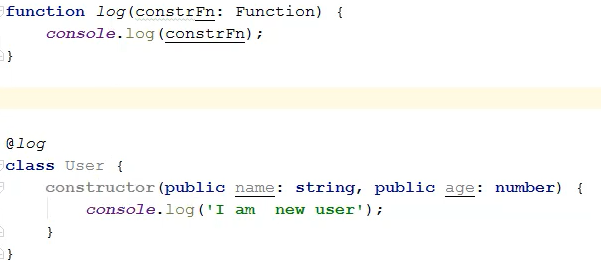 function log(constrFn: Function) {
    console.log(constrFn);
}
@log
class User {
    constructor(public name: string, public age: number) {
        console.log('I am  new user');
    }
}